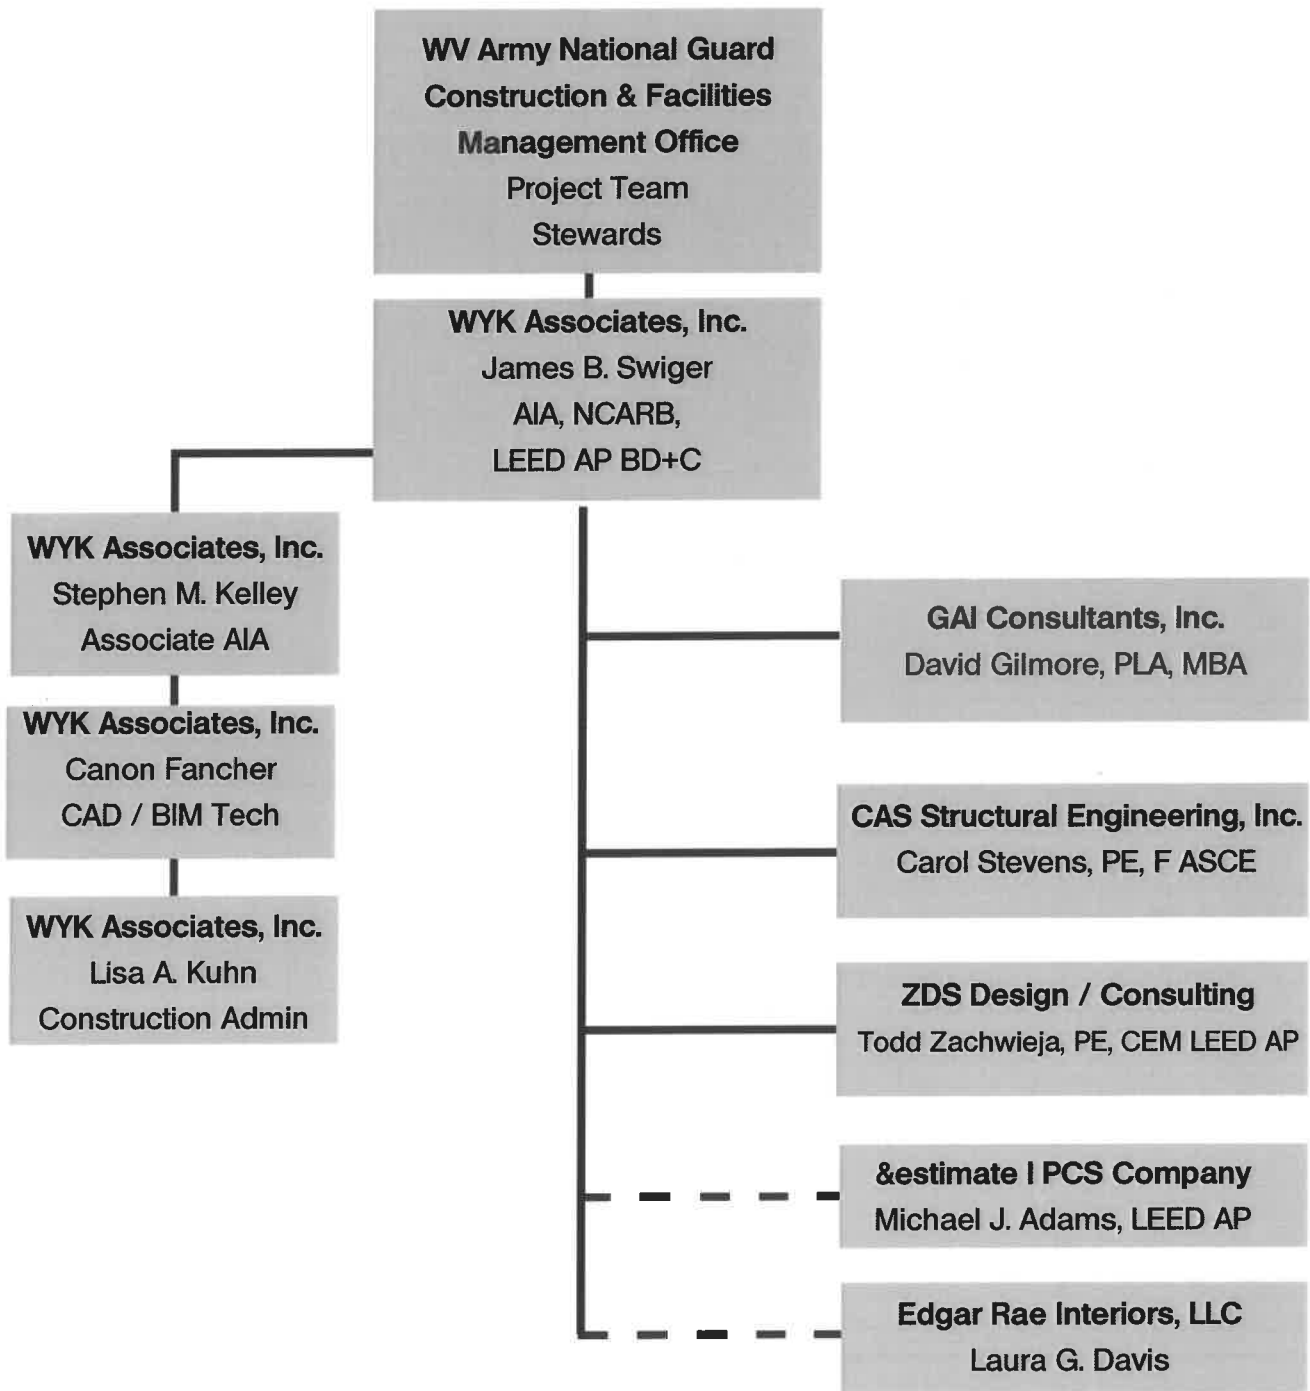 WV Army National Guard
Construction & Facilities
Management Office
Project Team
Stewards
WYK Associates, Inc.
James B. Swiger
AIA, NCARB,
LEED AP BD+C
WYK Associates, Inc.
Stephen M. Kelley
Associate AIA
WYK Associates, Inc.
Canon Fancher
CAD / BIM Tech
WYK Associates, Inc.
Lisa A. Kuhn
Construction Admin
GAI Consultants, Inc.
David Gilmore, PLA, MBA
CAS Structural Engineering, Inc.
Carol Stevens, PE, F ASCE
ZDS Design / Consulting
Todd Zachwieja, PE, CEM LEED AP
&estimate | PCS Company
Michael J. Adams, LEED AP
Edgar Rae Interiors, LLC
Laura G. Davis